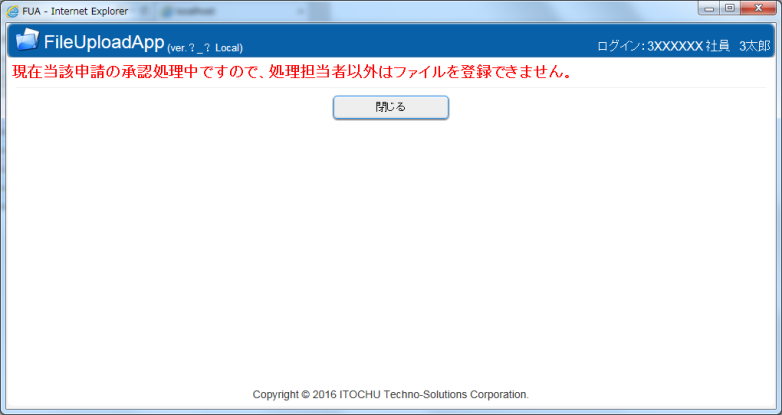 FUA - Internet Explorer
FileUploadApp (ver.?_? Local)
ログイン：3XXXXXX 社員 3太郎
現在当該申請の承認処理中ですので、処理担当者以外はファイルを登録できません。
閉じる
Copyright © 2016 ITOCHU Techno-Solutions Corporation.